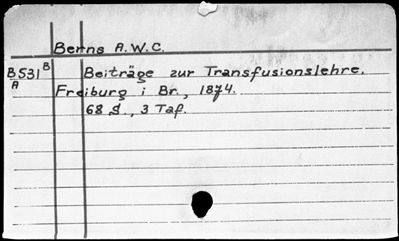 Berns A.W.C.
B531 B Beiträge zur Transfusionslehre.
A Freiburg i Br., 1874.
68 S., 3 Taf.